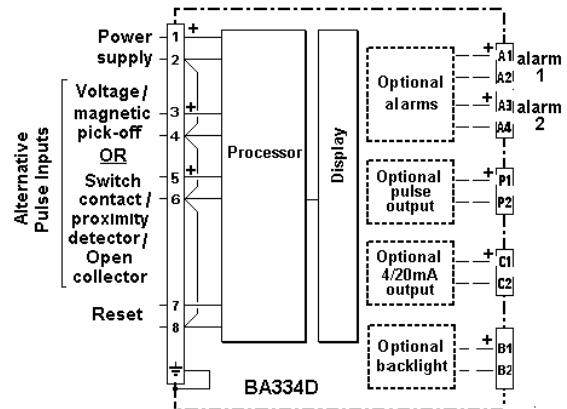 Power
supply
1
+
2
Alternative
Pulse Inputs
Voltage/
magnetic
pick-off
OR
Switch
contact/
proximity
detector/
Open
collector
3
+
4
5
+
6
Reset
7
8
Processor
Display
BA334D
Optional
alarms
+
A1
A2
alarm
1
+
A3
A4
alarm
2
Optional
pulse
output
+
P1
P2
Optional
4/20mA
output
+
C1
C2
Optional
backlight
+
B1
B2